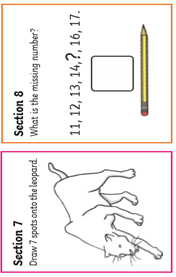 Section 7
Draw 7 spots onto the leopard.
Section 8
What is the missing number?
11, 12, 13, 14,?, 16, 17.